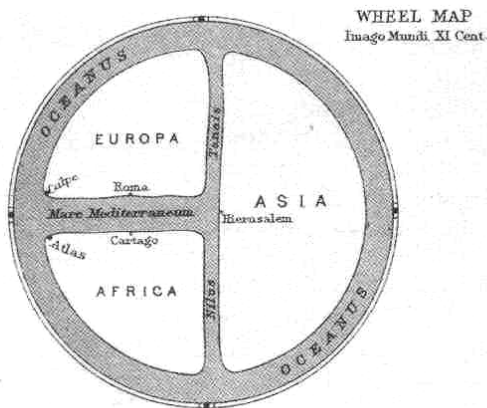 WHEEL MAP
Imago Mundi, XI Cent
OCEANUS
EUROPA
Tanais
Calpe
Roma
ASIA
Mare Mediterraneum
Hierusalem
Cartago
Atlas
AFRICA
Nilus
OCEANUS